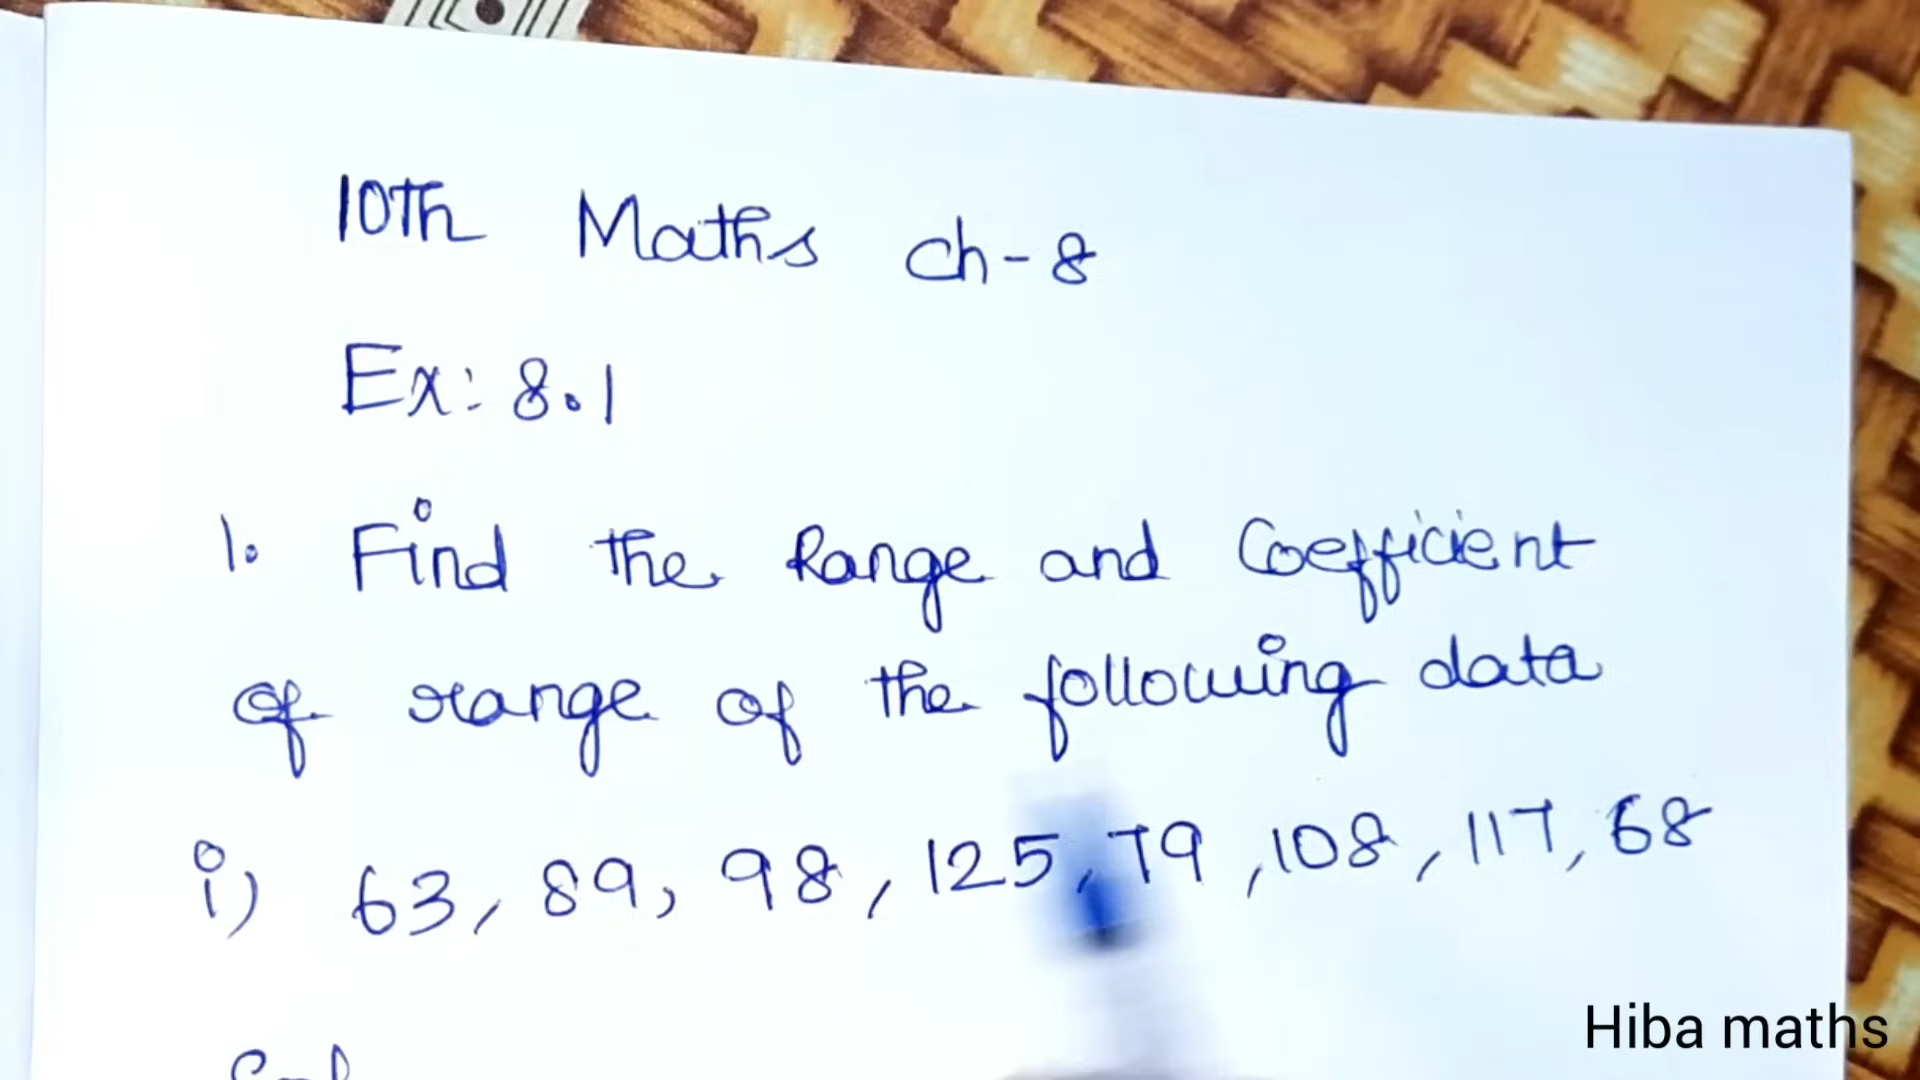 10Th Maths ch-8
Ex: 8.1
1. Find the Range and Coefficient
of range of the following data
i) 63, 89, 98, 125, 79, 108, 117, 68
Hiba maths